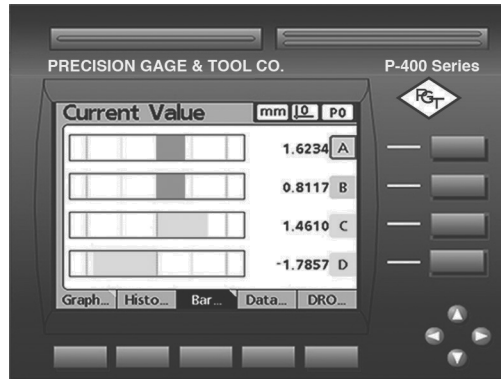 PRECISION GAGE & TOOL CO. P-400 Series
PGT
Current Value mm P0
1.6234 A
0.8117 B
1.4610 C
-1.7857 D
Graph... Histo... Bar... Data... DRO...